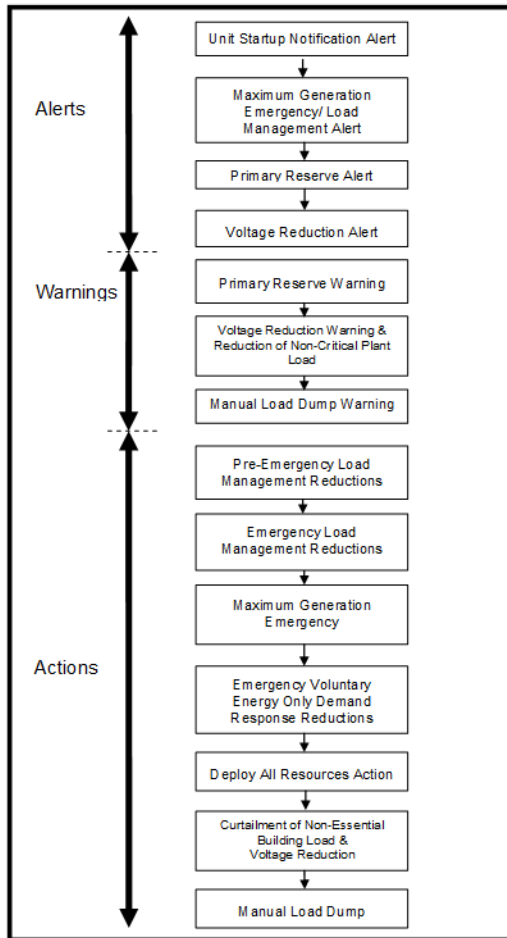 Unit Startup Notification Alert
Alerts
Maximum Generation
Emergency/ Load
Management Alert
Primary Reserve Alert
Voltage Reduction Alert
Warnings
Primary Reserve Warning
Voltage Reduction Warning &
Reduction of Non-Critical Plant
Load
Manual Load Dump Warning
Actions
Pre-Emergency Load
Management Reductions
Emergency Load
Management Reductions
Maximum Generation
Emergency
Emergency Voluntary
Energy Only Demand
Response Reductions
Deploy All Resources Action
Curtailment of Non-Essential
Building Load &
Voltage Reduction
Manual Load Dump